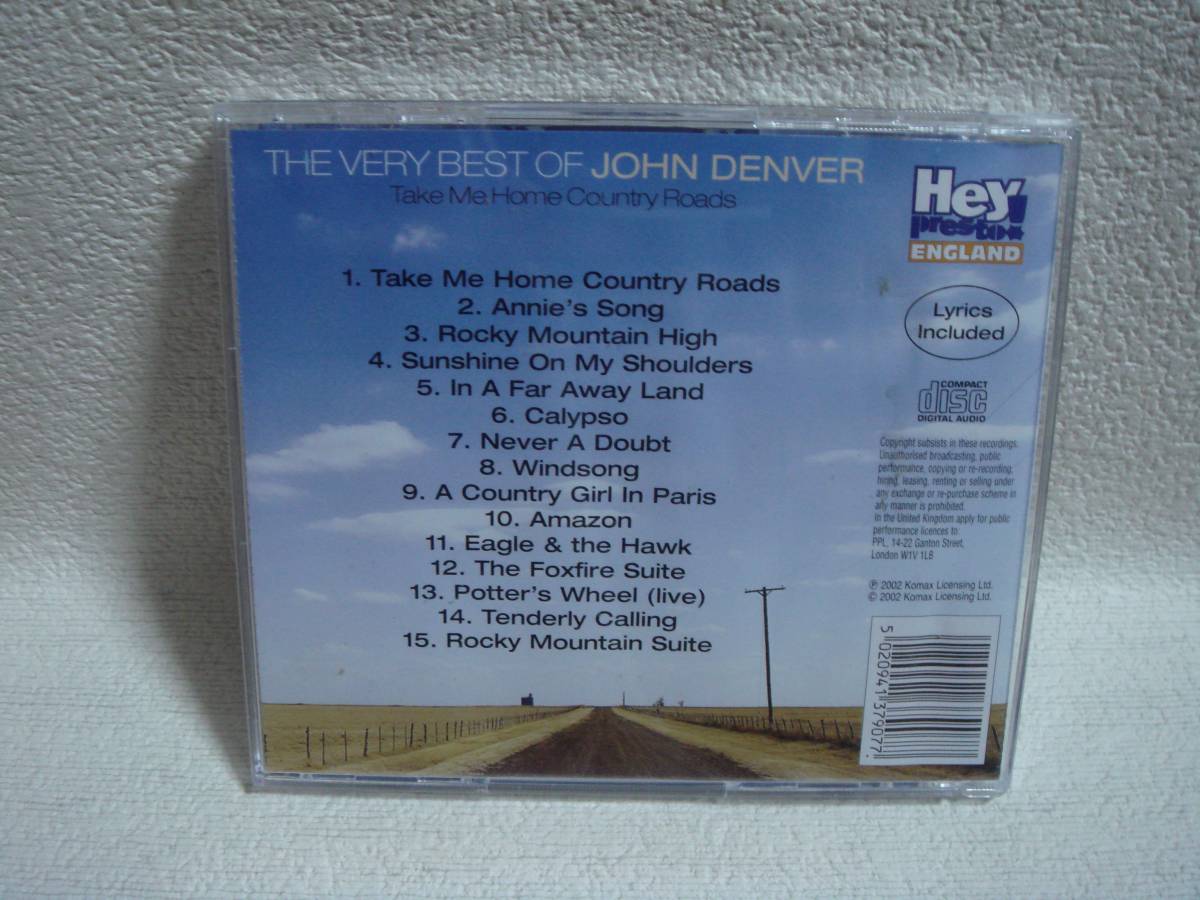 THE VERY BEST OF JOHN DENVER
Take Me Home Country Roads
1. Take Me Home Country Roads
2. Annie's Song
3. Rocky Mountain High
4. Sunshine On My Shoulders
5. In A Far Away Land
6. Calypso
7. Never A Doubt
8. Windsong
9. A Country Girl In Paris
10. Amazon
11. Eagle & the Hawk
12. The Foxfire Suite
13. Potter's Wheel (live)
14. Tenderly Calling
15. Rocky Mountain Suite
Hey!
presto
ENGLAND
Lyrics
Included
COMPACT
disc
DIGITAL AUDIO
Copyright subsists in these recordings.
Unauthorised broadcasting, public
performance, copying or re-recording,
hiring, leasing, renting or selling under
any exchange or re-purchase scheme in
any manner is prohibited.
In the United Kingdom apply for public
performance licences to
PPL, 14-22 Ganton Street,
London W1V 1LB
℗ 2002 Komax Licensing Ltd.
© 2002 Komax Licensing Ltd.
5 020941 379077